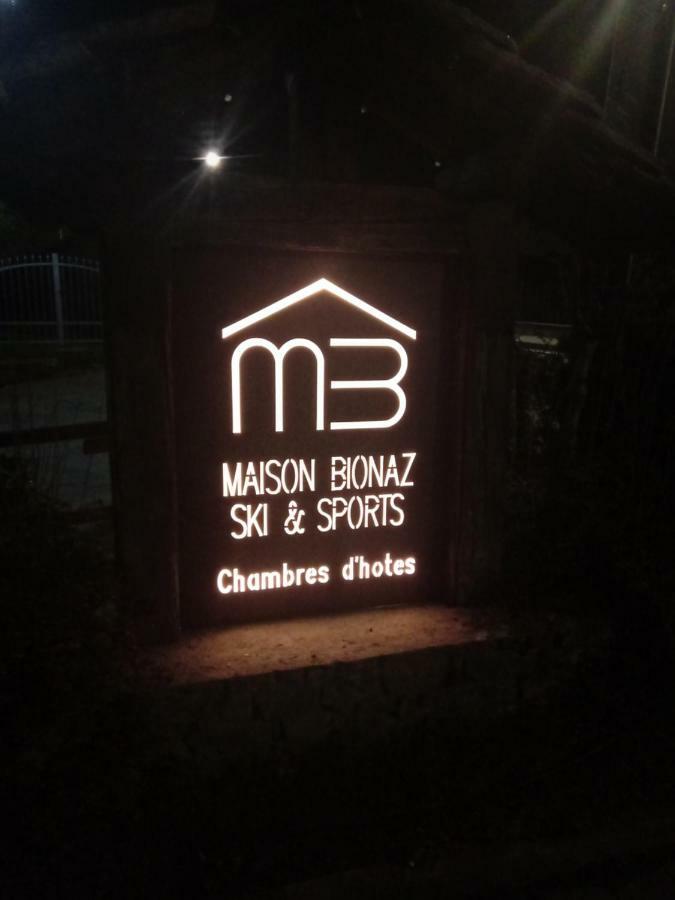 MB
MAISON BIONAZ
SKI & SPORTS
Chambres d'hotes